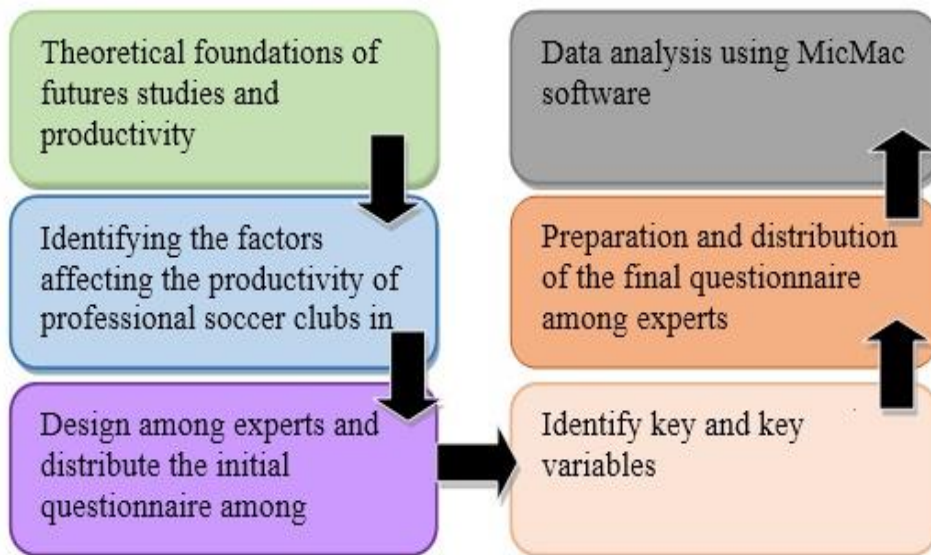 Theoretical foundations of
futures studies and
productivity
Identifying the factors
affecting the productivity of
professional soccer clubs in
Design among experts and
distribute the initial
questionnaire among
Identify key and key
variables
Preparation and distribution
of the final questionnaire
among experts
Data analysis using MicMac
software